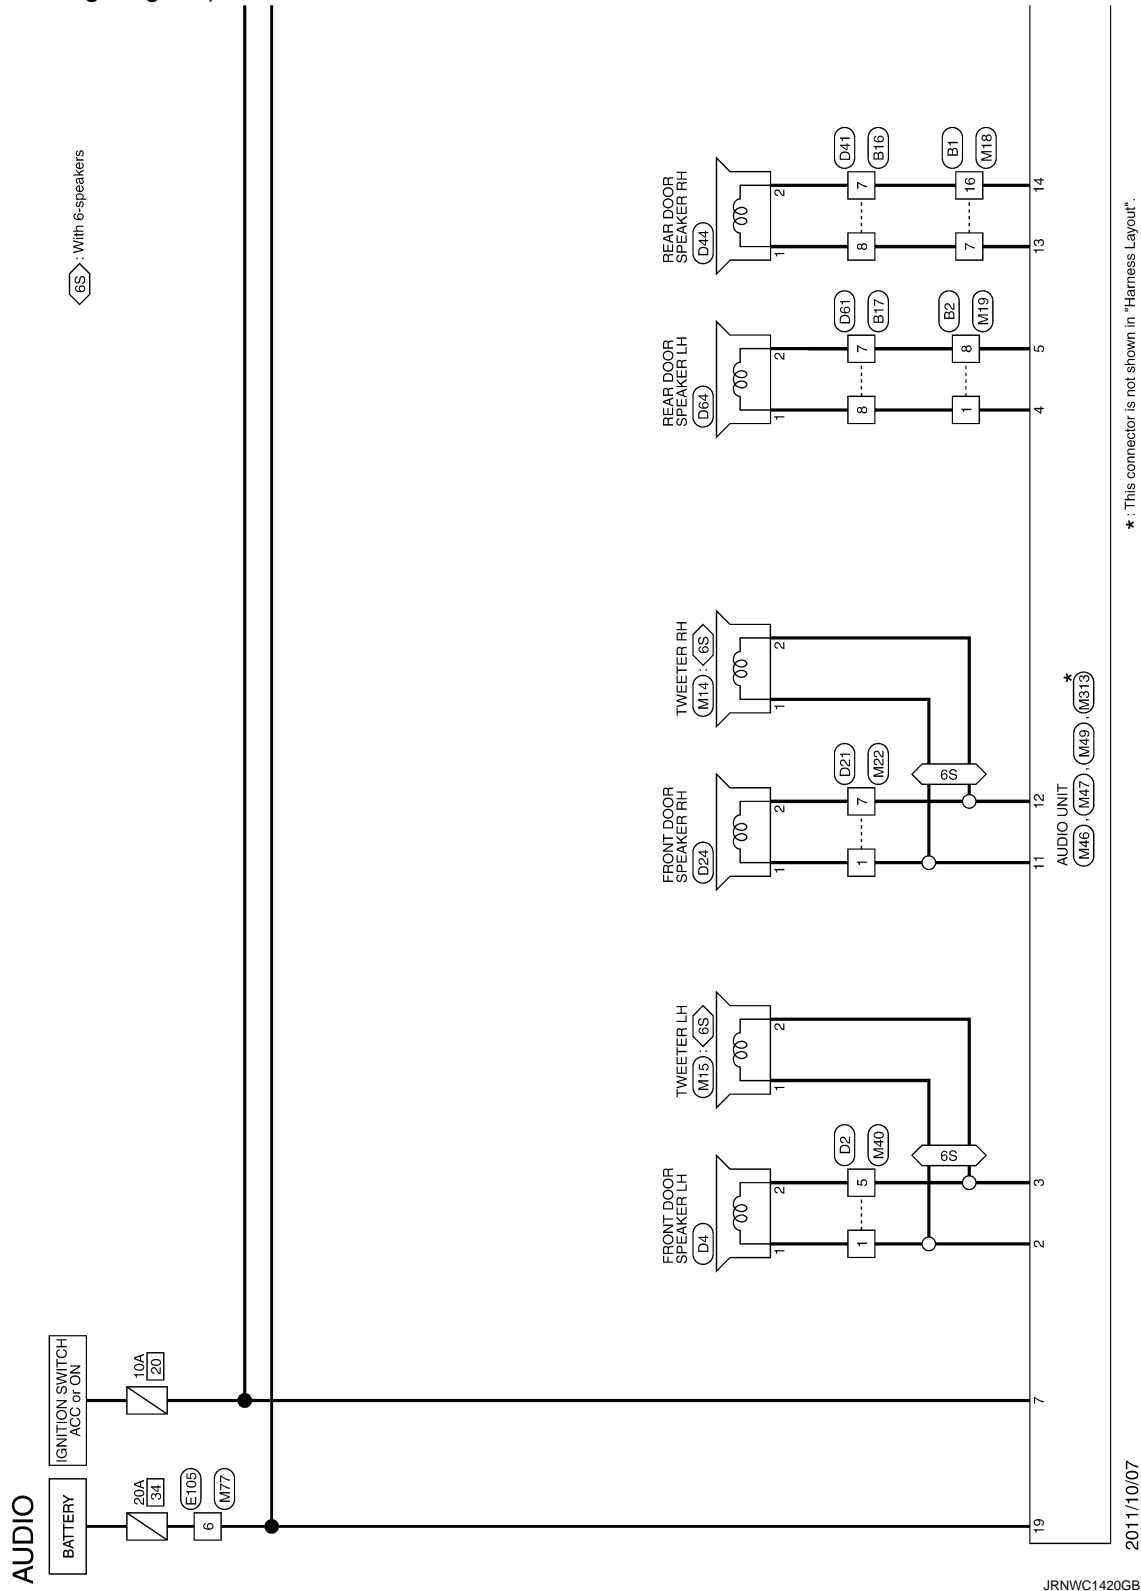 AUDIO
BATTERY
20A
34
E105
M77
6
19
IGNITION SWITCH
ACC or ON
10A
20
7
6S : With 6-speakers
FRONT DOOR
SPEAKER LH
D4
1
2
1
5
D2
M40
6S
2
3
TWEETER LH
M15 : 6S
1
2
FRONT DOOR
SPEAKER RH
D24
1
2
1
7
D21
M22
6S
11
12
TWEETER RH
M14 : 6S
1
2
AUDIO UNIT
M46 , M47 , M49 , M313 *
REAR DOOR
SPEAKER LH
D64
1
2
8
7
D61
B17
1
8
B2
M19
4
5
REAR DOOR
SPEAKER RH
D44
1
2
8
7
D41
B16
7
16
B1
M18
13
14
* : This connector is not shown in "Harness Layout".
2011/10/07
JRNWC1420GB